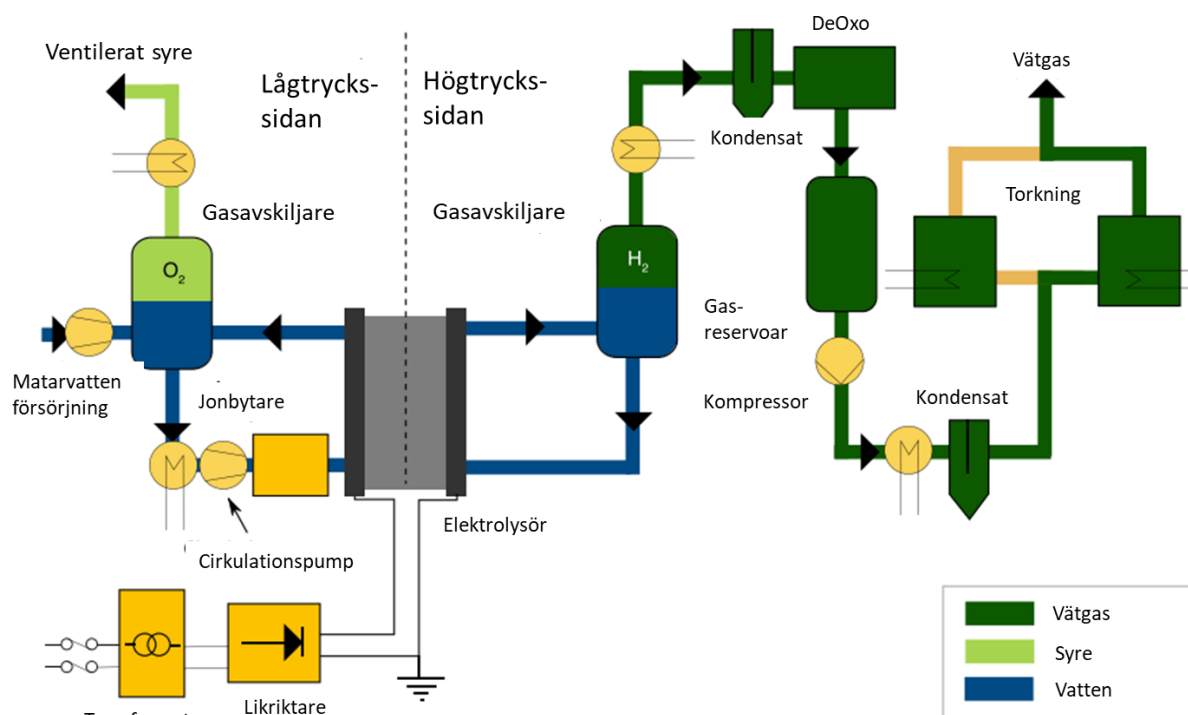 DeOxo
Ventilerat syre
Lågtrycks-
sidan
Högtrycks-
sidan
Vätgas
Kondensat
Torkning
Gasavskiljare
Gasavskiljare
O2
H2
Gas-
reservoar
Matarvatten
försörjning
Jonbytare
Kompressor
Kondensat
Elektrolysör
Cirkulationspump
Vätgas
Syre
Vatten
Likriktare